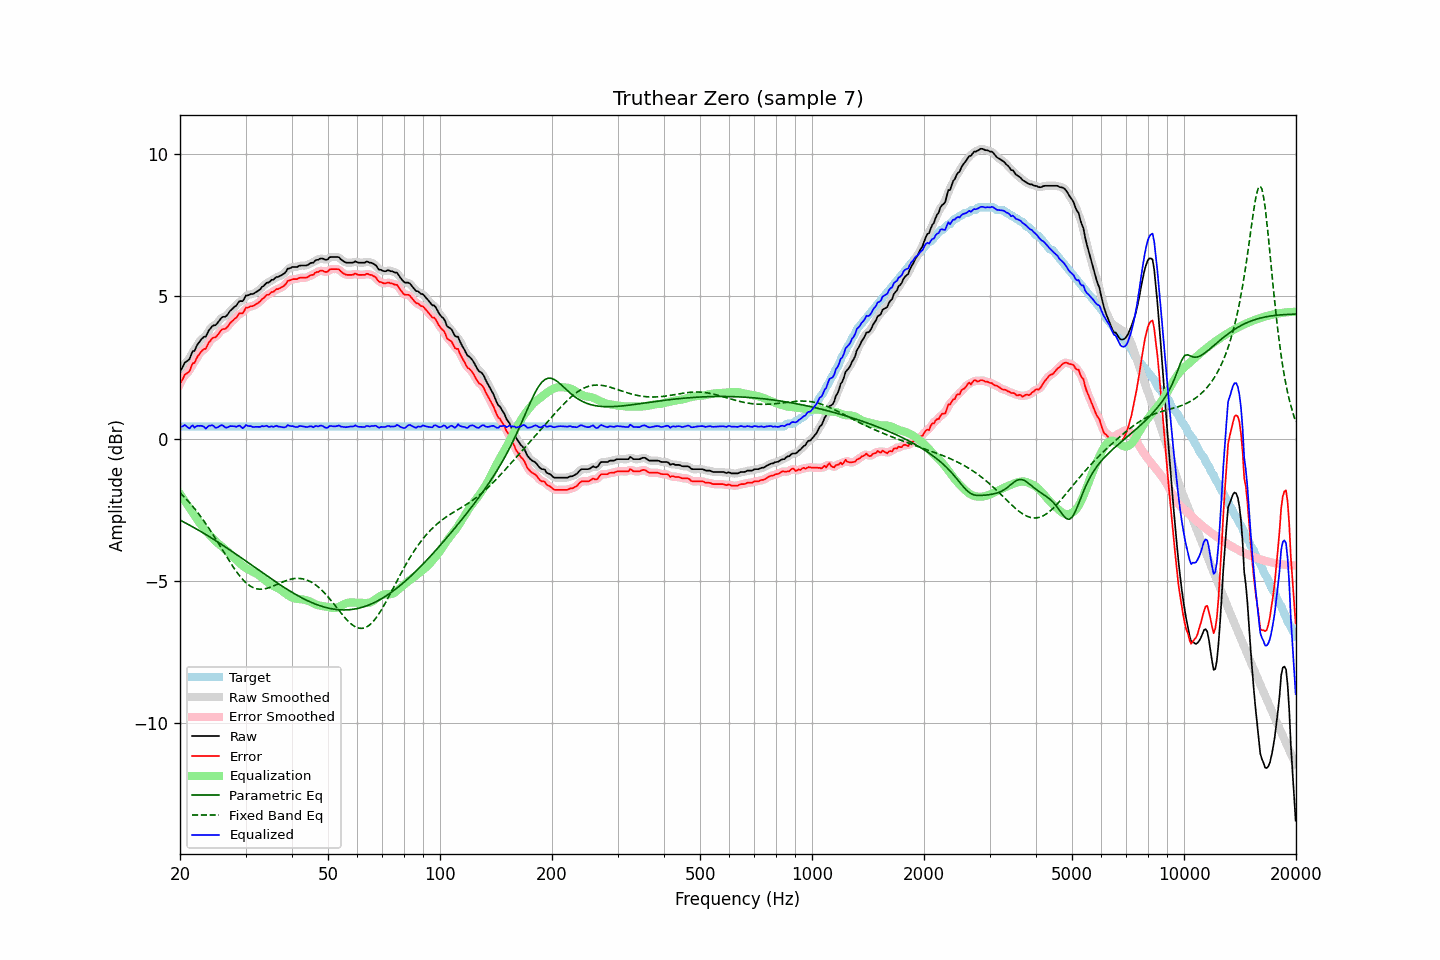 Truthear Zero (sample 7)
Amplitude (dBr)
10
5
0
−5
−10
Target
Raw Smoothed
Error Smoothed
Raw
Error
Equalization
Parametric Eq
Fixed Band Eq
Equalized
20 50 100 200 500 1000 2000 5000 10000 20000
Frequency (Hz)